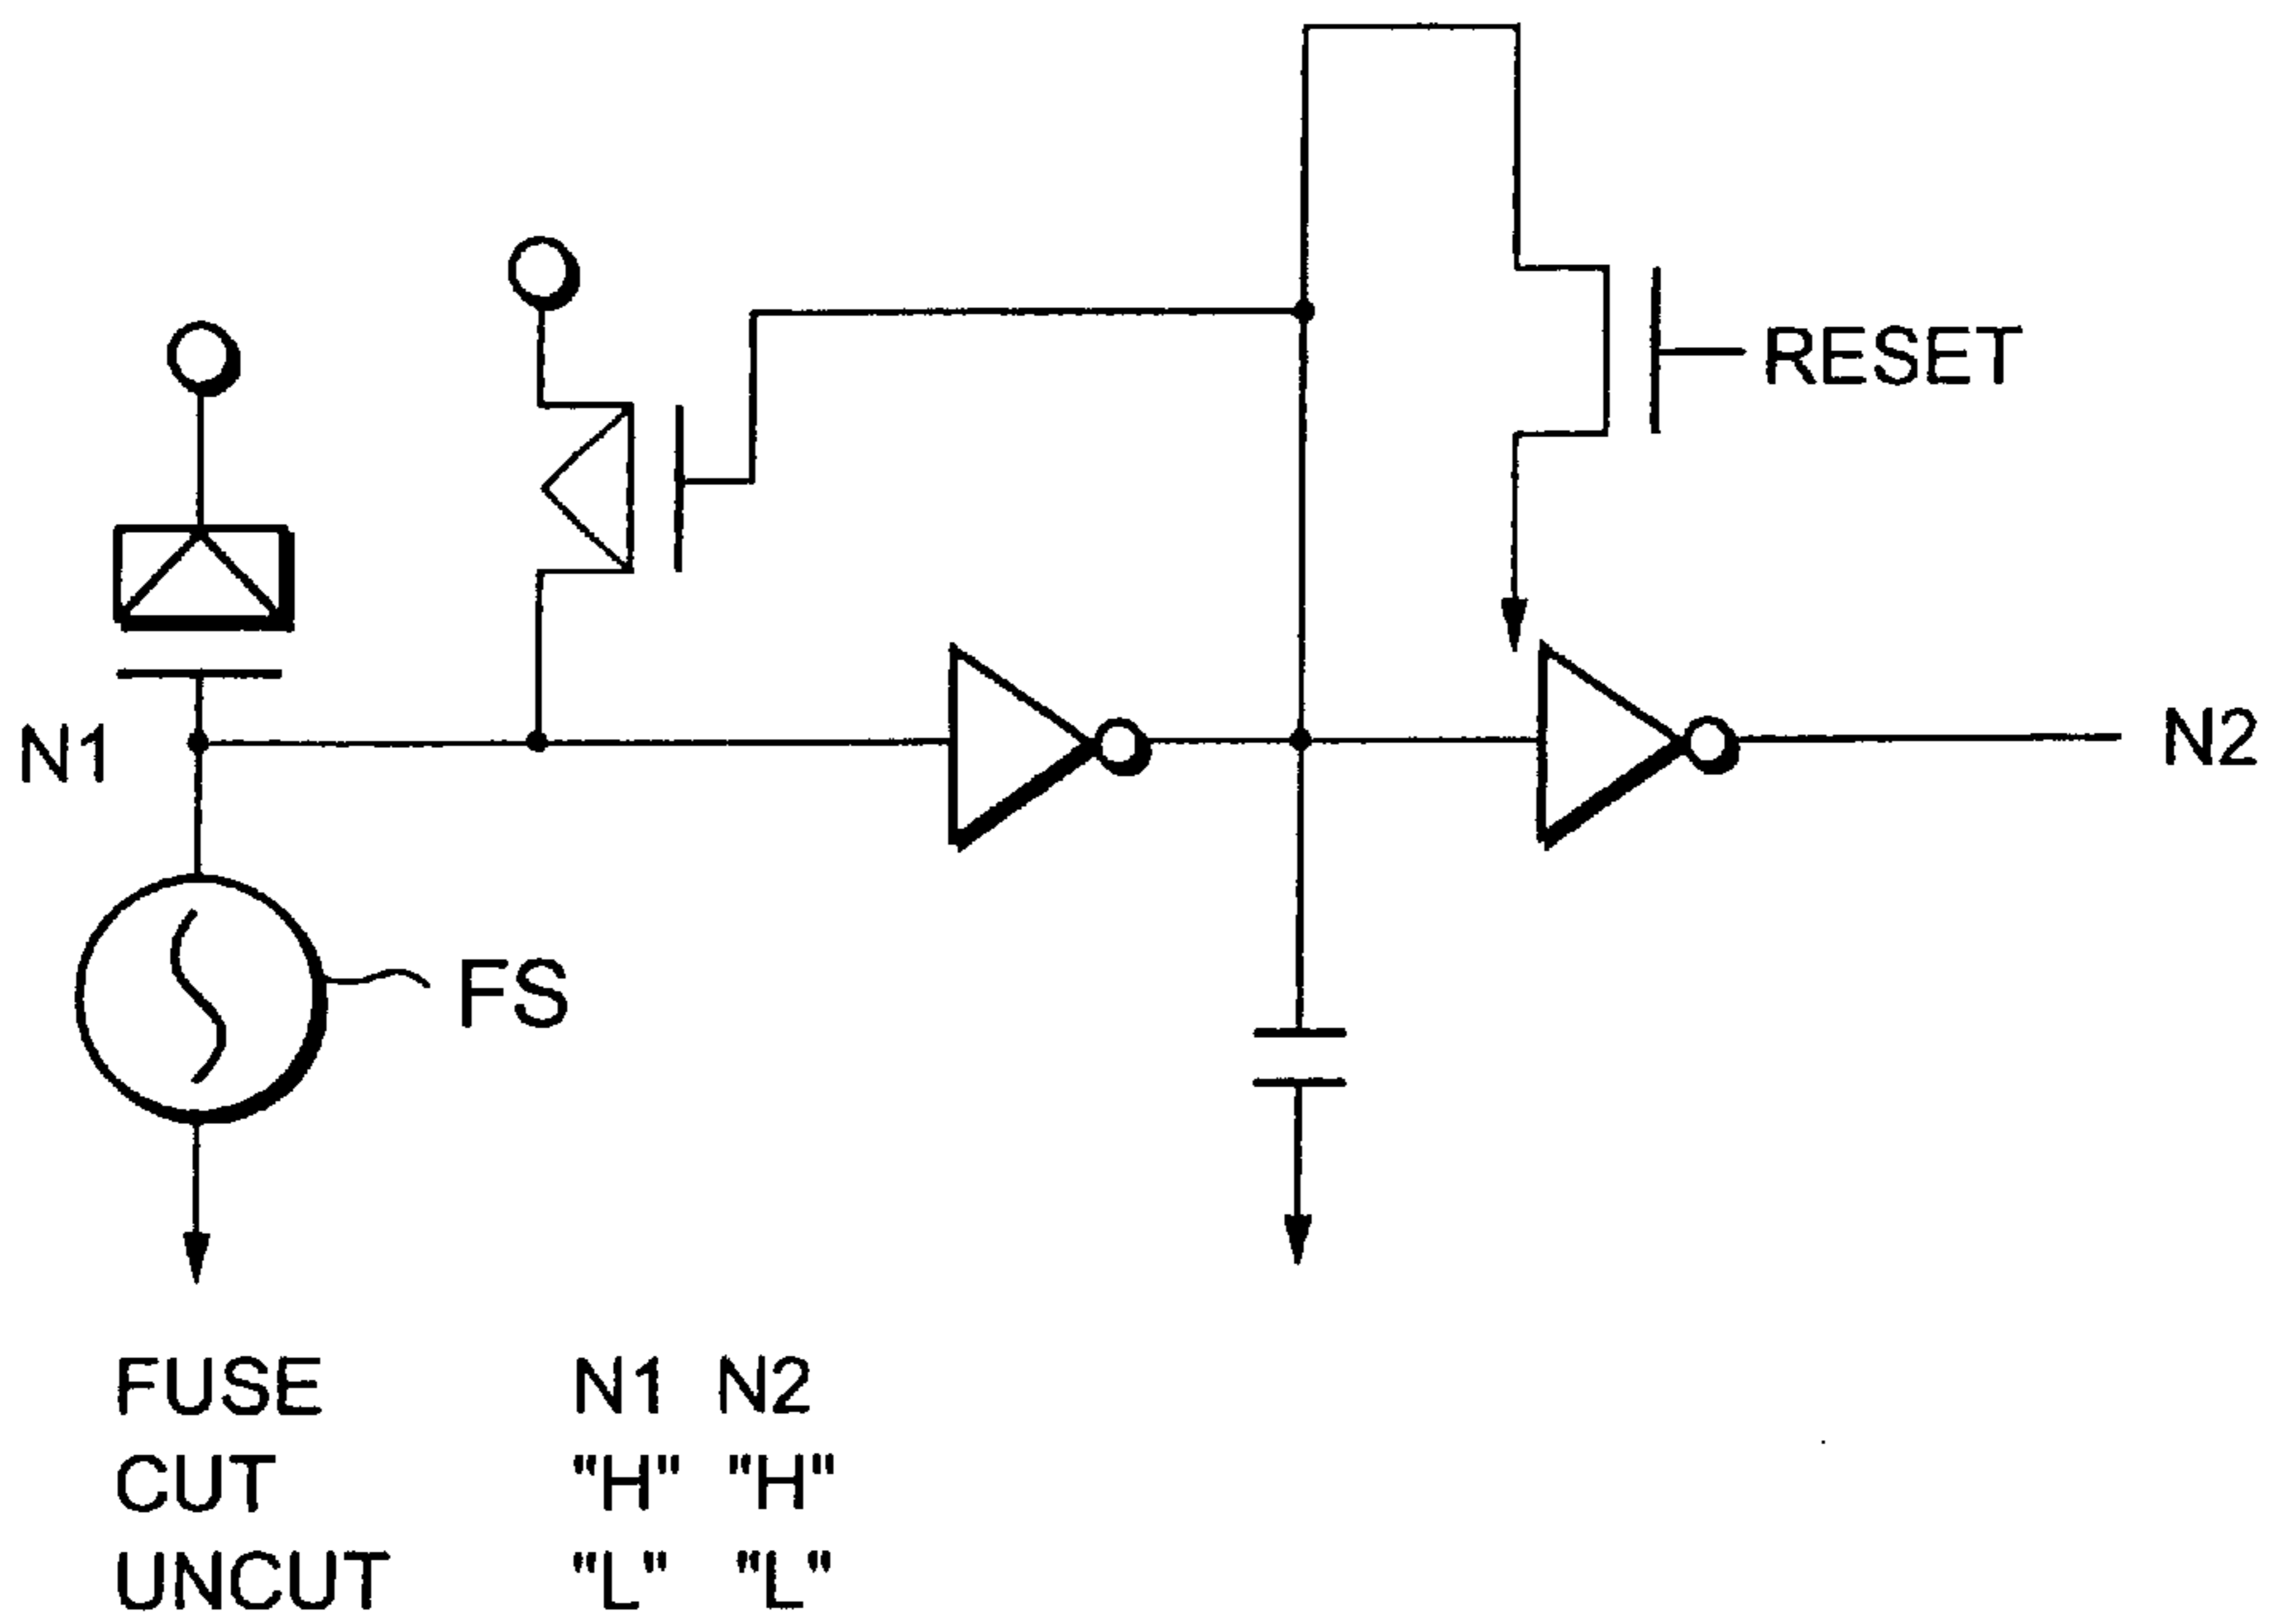 RESET
N1
N2
FS
FUSE N1 N2
CUT "H" "H"
UNCUT "L" "L"